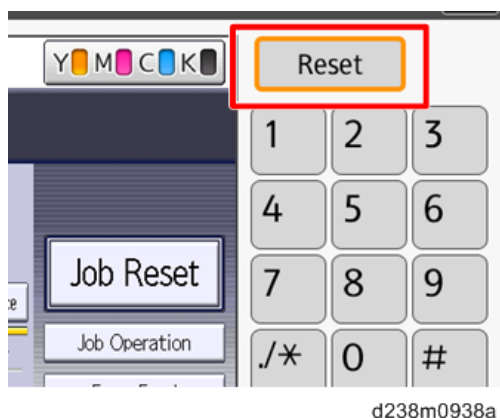 Y M C K
Reset
1 2 3
4 5 6
Job Reset
7 8 9
Job Operation
./* 0 #
d238m0938a